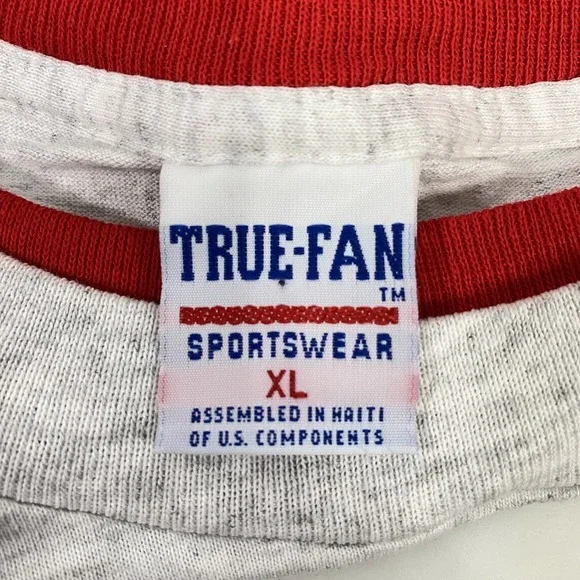 TRUE-FAN
TM
SPORTSWEAR
XL
ASSEMBLED IN HAITI
OF U.S. COMPONENTS